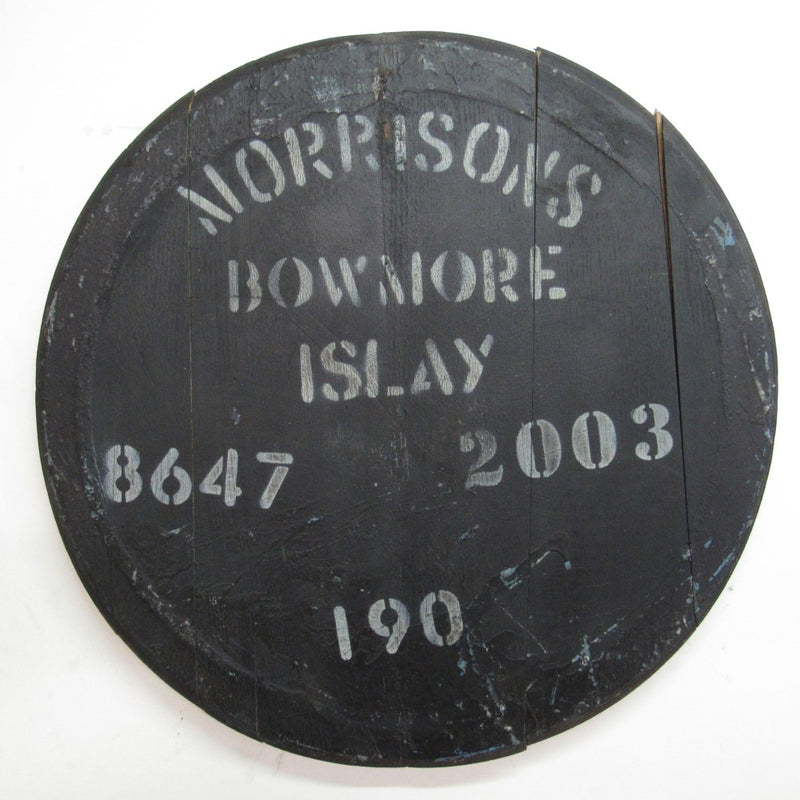 MORRISONS
BOWMORE
ISLAY
8647 2003
190